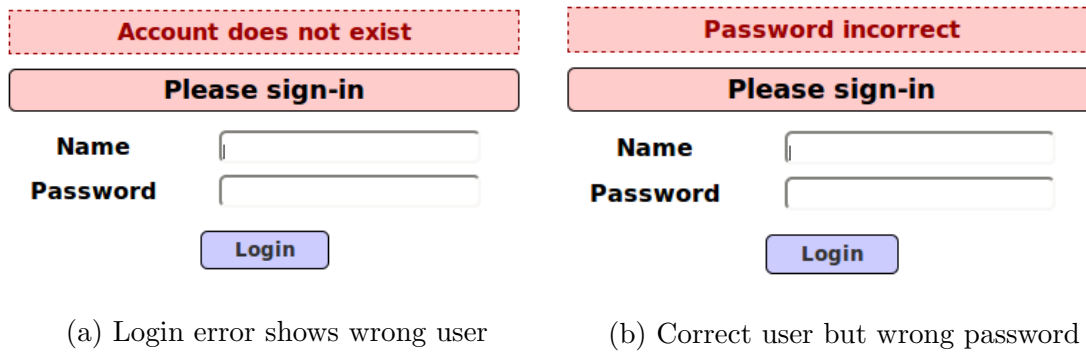 Account does not exist
Please sign-in
Name
Password
Login
(a) Login error shows wrong user
Password incorrect
Please sign-in
Name
Password
Login
(b) Correct user but wrong password